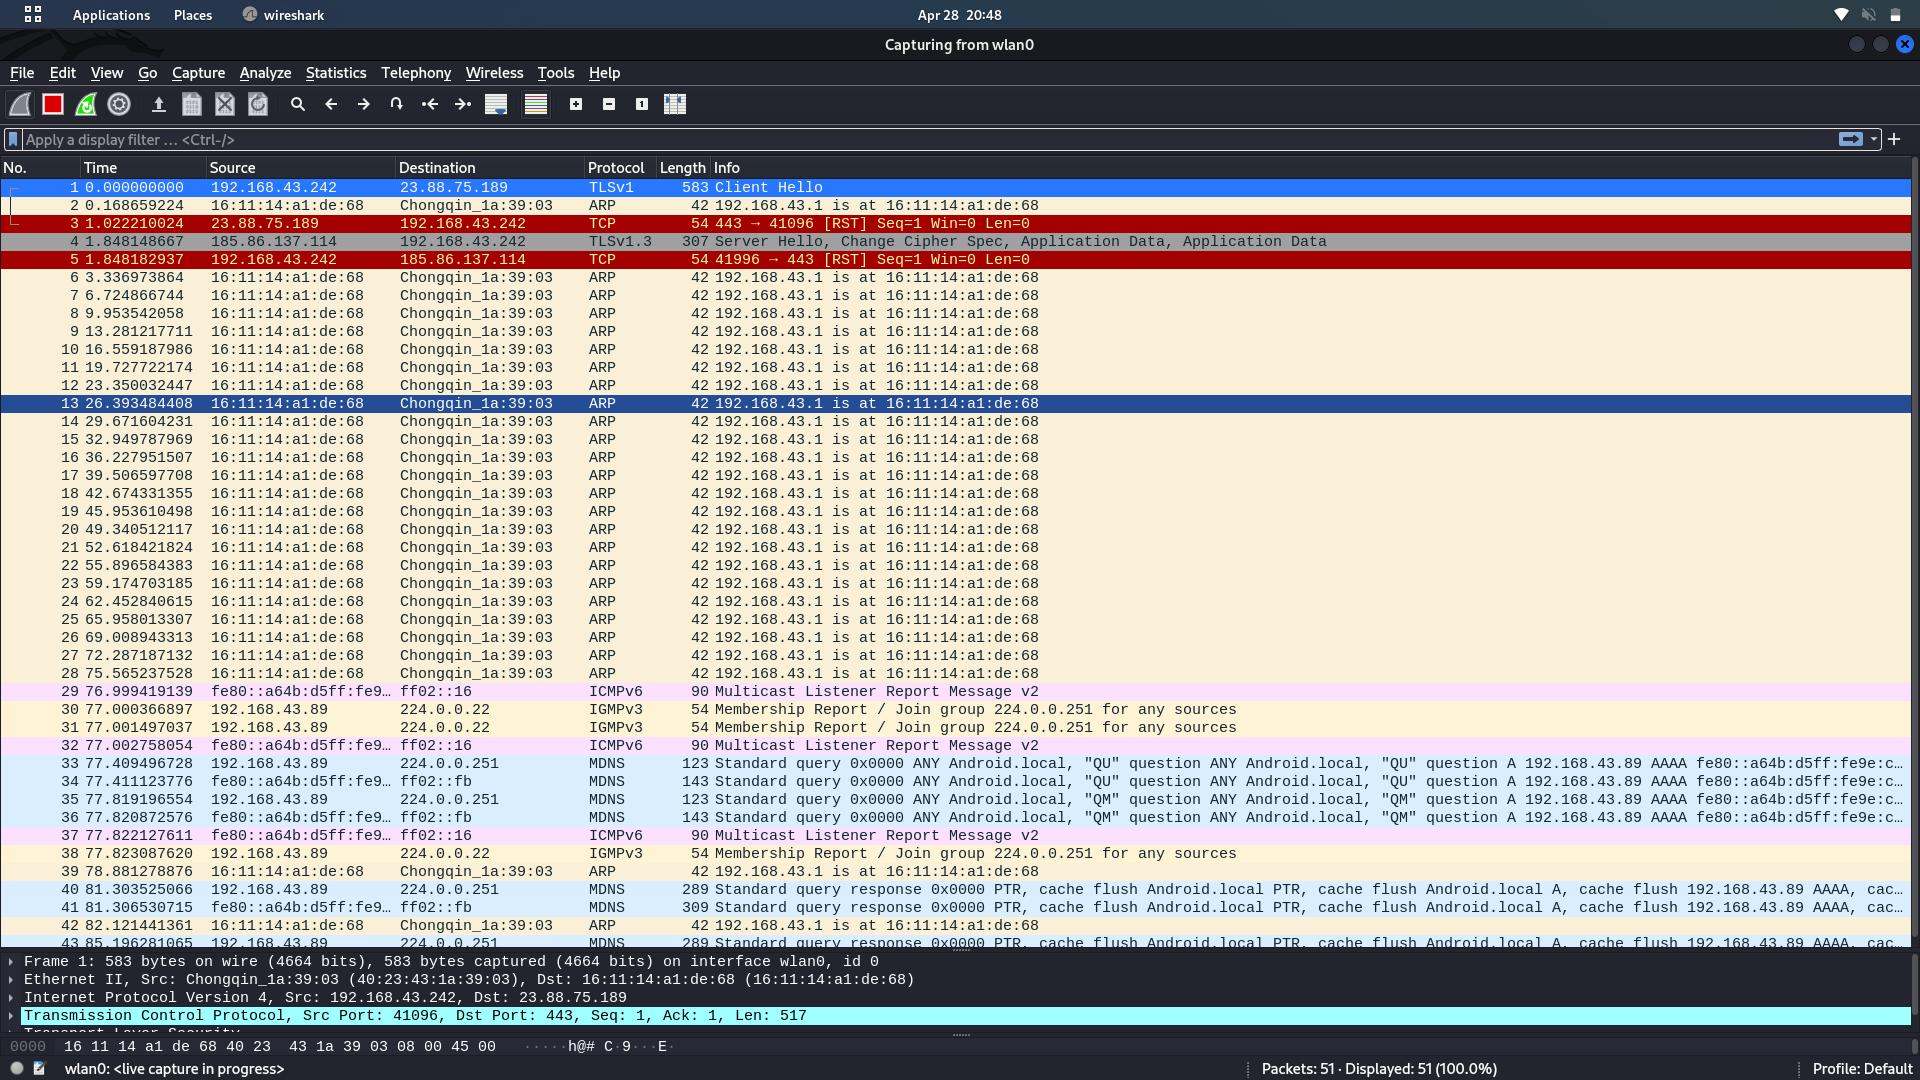 Applications Places wireshark Apr 28 20:48
Capturing from wlan0
File Edit View Go Capture Analyze Statistics Telephony Wireless Tools Help
Apply a display filter … <Ctrl-/>
No. Time Source Destination Protocol Length Info
1 0.000000000 192.168.43.242 23.88.75.189 TLSv1 583 Client Hello
2 0.168659224 16:11:14:a1:de:68 Chongqin_1a:39:03 ARP 42 192.168.43.1 is at 16:11:14:a1:de:68
3 1.022210024 23.88.75.189 192.168.43.242 TCP 54 443 → 41096 [RST] Seq=1 Win=0 Len=0
4 1.848148667 185.86.137.114 192.168.43.242 TLSv1.3 307 Server Hello, Change Cipher Spec, Application Data, Application Data
5 1.848182937 192.168.43.242 185.86.137.114 TCP 54 41996 → 443 [RST] Seq=1 Win=0 Len=0
6 3.336973864 16:11:14:a1:de:68 Chongqin_1a:39:03 ARP 42 192.168.43.1 is at 16:11:14:a1:de:68
7 6.724866744 16:11:14:a1:de:68 Chongqin_1a:39:03 ARP 42 192.168.43.1 is at 16:11:14:a1:de:68
8 9.953542058 16:11:14:a1:de:68 Chongqin_1a:39:03 ARP 42 192.168.43.1 is at 16:11:14:a1:de:68
9 13.281217711 16:11:14:a1:de:68 Chongqin_1a:39:03 ARP 42 192.168.43.1 is at 16:11:14:a1:de:68
10 16.559187986 16:11:14:a1:de:68 Chongqin_1a:39:03 ARP 42 192.168.43.1 is at 16:11:14:a1:de:68
11 19.727722174 16:11:14:a1:de:68 Chongqin_1a:39:03 ARP 42 192.168.43.1 is at 16:11:14:a1:de:68
12 23.350032447 16:11:14:a1:de:68 Chongqin_1a:39:03 ARP 42 192.168.43.1 is at 16:11:14:a1:de:68
13 26.393484408 16:11:14:a1:de:68 Chongqin_1a:39:03 ARP 42 192.168.43.1 is at 16:11:14:a1:de:68
14 29.671604231 16:11:14:a1:de:68 Chongqin_1a:39:03 ARP 42 192.168.43.1 is at 16:11:14:a1:de:68
15 32.949787969 16:11:14:a1:de:68 Chongqin_1a:39:03 ARP 42 192.168.43.1 is at 16:11:14:a1:de:68
16 36.227951507 16:11:14:a1:de:68 Chongqin_1a:39:03 ARP 42 192.168.43.1 is at 16:11:14:a1:de:68
17 39.506597708 16:11:14:a1:de:68 Chongqin_1a:39:03 ARP 42 192.168.43.1 is at 16:11:14:a1:de:68
18 42.674331355 16:11:14:a1:de:68 Chongqin_1a:39:03 ARP 42 192.168.43.1 is at 16:11:14:a1:de:68
19 45.953610498 16:11:14:a1:de:68 Chongqin_1a:39:03 ARP 42 192.168.43.1 is at 16:11:14:a1:de:68
20 49.340512117 16:11:14:a1:de:68 Chongqin_1a:39:03 ARP 42 192.168.43.1 is at 16:11:14:a1:de:68
21 52.618421824 16:11:14:a1:de:68 Chongqin_1a:39:03 ARP 42 192.168.43.1 is at 16:11:14:a1:de:68
22 55.896584383 16:11:14:a1:de:68 Chongqin_1a:39:03 ARP 42 192.168.43.1 is at 16:11:14:a1:de:68
23 59.174703185 16:11:14:a1:de:68 Chongqin_1a:39:03 ARP 42 192.168.43.1 is at 16:11:14:a1:de:68
24 62.452840615 16:11:14:a1:de:68 Chongqin_1a:39:03 ARP 42 192.168.43.1 is at 16:11:14:a1:de:68
25 65.958013307 16:11:14:a1:de:68 Chongqin_1a:39:03 ARP 42 192.168.43.1 is at 16:11:14:a1:de:68
26 69.008943313 16:11:14:a1:de:68 Chongqin_1a:39:03 ARP 42 192.168.43.1 is at 16:11:14:a1:de:68
27 72.287187132 16:11:14:a1:de:68 Chongqin_1a:39:03 ARP 42 192.168.43.1 is at 16:11:14:a1:de:68
28 75.565237528 16:11:14:a1:de:68 Chongqin_1a:39:03 ARP 42 192.168.43.1 is at 16:11:14:a1:de:68
29 76.999419139 fe80::a64b:d5ff:fe9… ff02::16 ICMPv6 90 Multicast Listener Report Message v2
30 77.000366897 192.168.43.89 224.0.0.22 IGMPv3 54 Membership Report / Join group 224.0.0.251 for any sources
31 77.001497037 192.168.43.89 224.0.0.22 IGMPv3 54 Membership Report / Join group 224.0.0.251 for any sources
32 77.002758054 fe80::a64b:d5ff:fe9… ff02::16 ICMPv6 90 Multicast Listener Report Message v2
33 77.409496728 192.168.43.89 224.0.0.251 MDNS 123 Standard query 0x0000 ANY Android.local, "QU" question ANY Android.local, "QU" question A 192.168.43.89 AAAA fe80::a64b:d5ff:fe9e:c…
34 77.411123776 fe80::a64b:d5ff:fe9… ff02::fb MDNS 143 Standard query 0x0000 ANY Android.local, "QU" question ANY Android.local, "QU" question A 192.168.43.89 AAAA fe80::a64b:d5ff:fe9e:c…
35 77.819196554 192.168.43.89 224.0.0.251 MDNS 123 Standard query 0x0000 ANY Android.local, "QM" question ANY Android.local, "QM" question A 192.168.43.89 AAAA fe80::a64b:d5ff:fe9e:c…
36 77.820872576 fe80::a64b:d5ff:fe9… ff02::fb MDNS 143 Standard query 0x0000 ANY Android.local, "QM" question ANY Android.local, "QM" question A 192.168.43.89 AAAA fe80::a64b:d5ff:fe9e:c…
37 77.822127611 fe80::a64b:d5ff:fe9… ff02::16 ICMPv6 90 Multicast Listener Report Message v2
38 77.823087620 192.168.43.89 224.0.0.22 IGMPv3 54 Membership Report / Join group 224.0.0.251 for any sources
39 78.881278876 16:11:14:a1:de:68 Chongqin_1a:39:03 ARP 42 192.168.43.1 is at 16:11:14:a1:de:68
40 81.303525066 192.168.43.89 224.0.0.251 MDNS 289 Standard query response 0x0000 PTR, cache flush Android.local PTR, cache flush Android.local A, cache flush 192.168.43.89 AAAA, cac…
41 81.306530715 fe80::a64b:d5ff:fe9… ff02::fb MDNS 309 Standard query response 0x0000 PTR, cache flush Android.local PTR, cache flush Android.local A, cache flush 192.168.43.89 AAAA, cac…
42 82.121441361 16:11:14:a1:de:68 Chongqin_1a:39:03 ARP 42 192.168.43.1 is at 16:11:14:a1:de:68
43 85.196281065 192.168.43.89 224.0.0.251 MDNS 289 Standard query response 0x0000 PTR, cache flush Android.local PTR, cache flush Android.local A, cache flush 192.168.43.89 AAAA, cac…
Frame 1: 583 bytes on wire (4664 bits), 583 bytes captured (4664 bits) on interface wlan0, id 0
Ethernet II, Src: Chongqin_1a:39:03 (40:23:43:1a:39:03), Dst: 16:11:14:a1:de:68 (16:11:14:a1:de:68)
Internet Protocol Version 4, Src: 192.168.43.242, Dst: 23.88.75.189
Transmission Control Protocol, Src Port: 41096, Dst Port: 443, Seq: 1, Ack: 1, Len: 517
Transport Layer Security
0000 16 11 14 a1 de 68 40 23 43 1a 39 03 08 00 45 00 ·····h@# C·9···E·
wlan0: <live capture in progress> Packets: 51 · Displayed: 51 (100.0%) Profile: Default